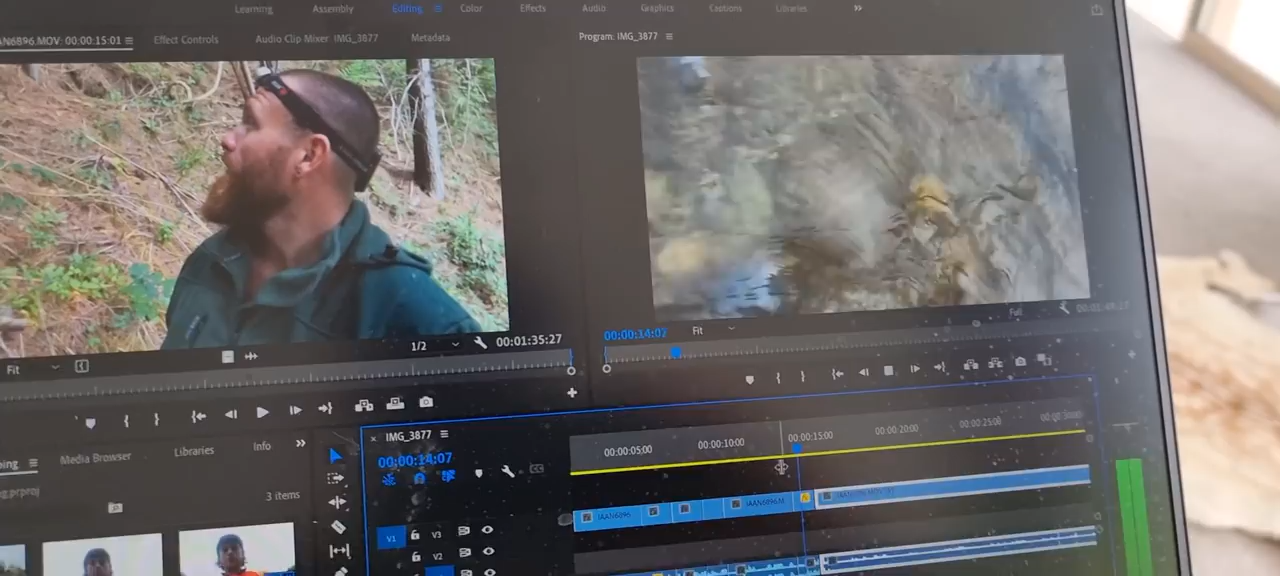 Learning Assembly Editing Color Effects Audio Graphics Captions Libraries
AN6896.MOV: 00:00:15:01 Effect Controls Audio Clip Mixer IMG_3877 Metadata Program: IMG_3877
Fit 1/2 00:01:35:27
00:00:14:07 Fit Full
IMG_3877
00:00:14:07
00:00:05:00 00:00:10:00 00:00:15:00 00:00:20:00 00:00:25:00
Media Browser Libraries Info
3 items
IAAN6896
V1 V3
V2